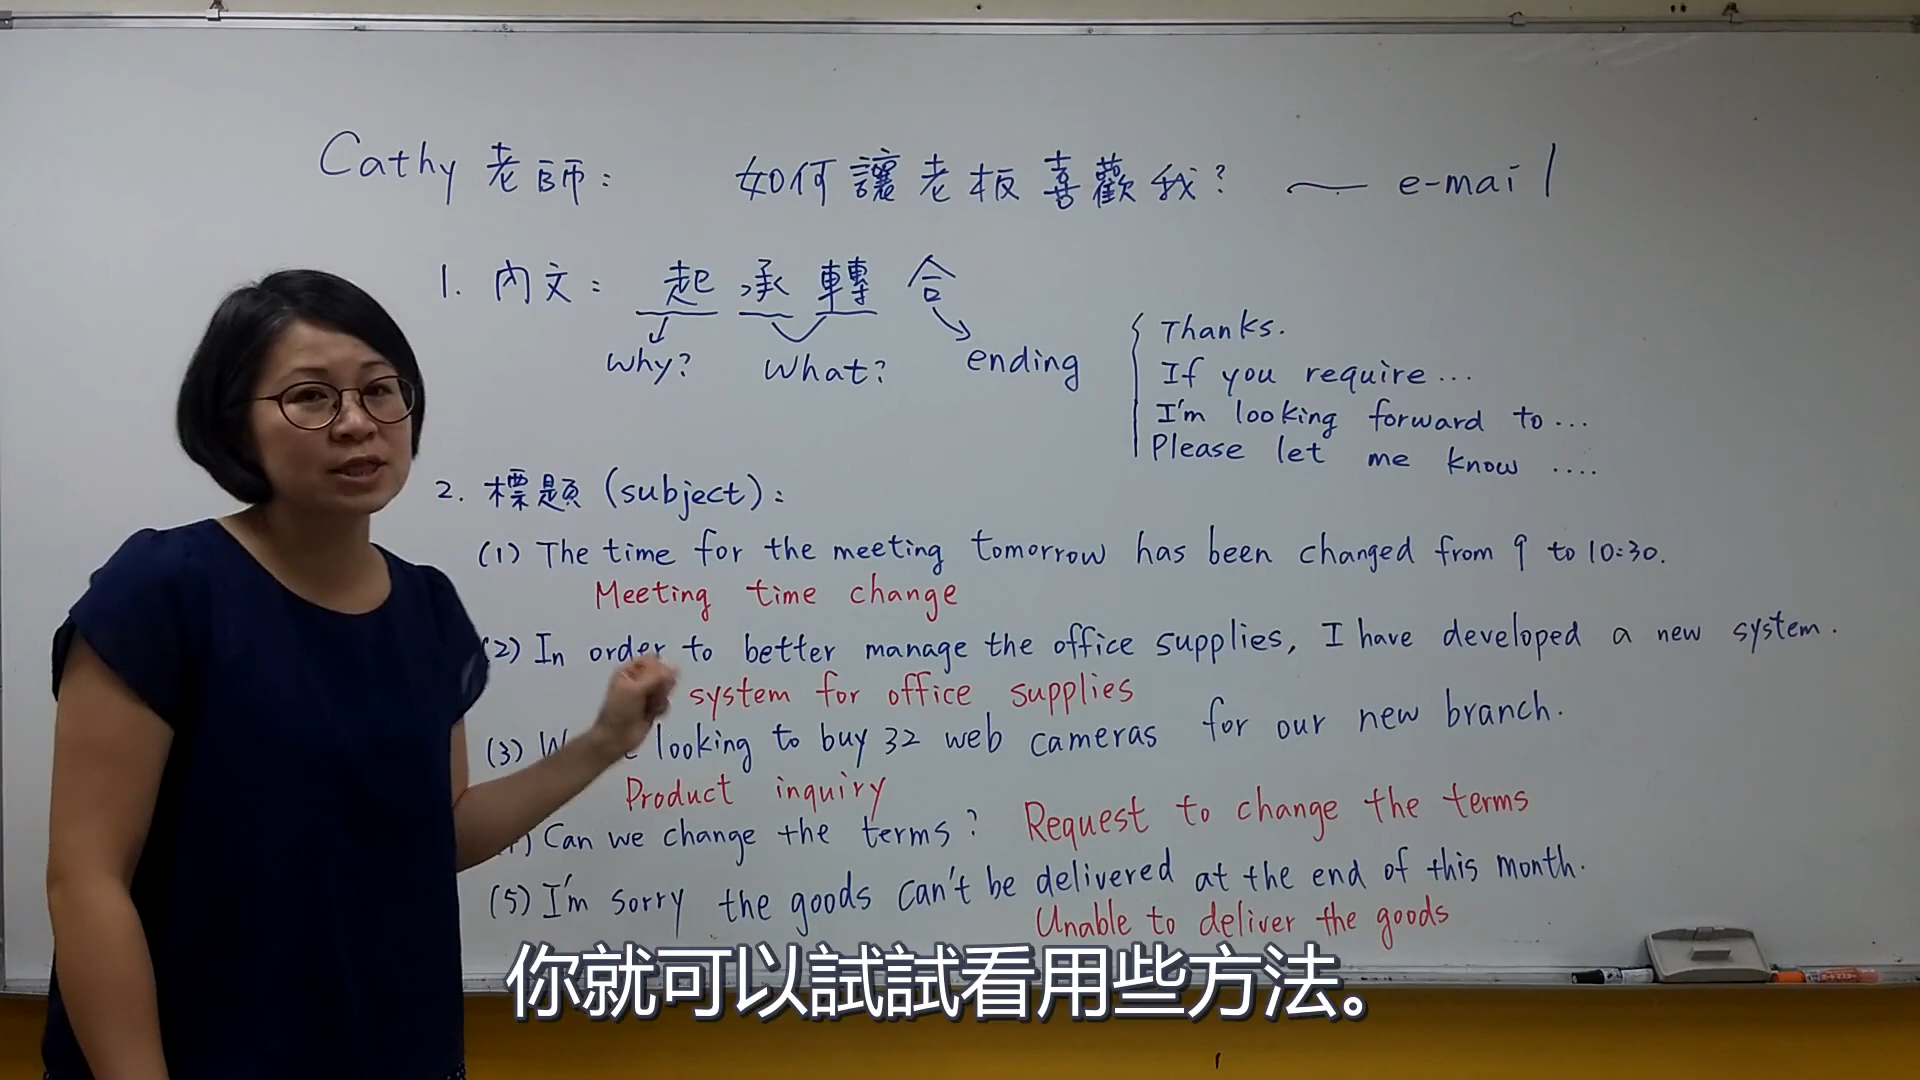 Cathy 老師: 如何讓老板喜歡我? — e-mail
1. 內文: 起承轉合
why? what? ending
Thanks.
If you require...
I'm looking forward to...
Please let me know ....
2. 標題 (subject):
(1) The time for the meeting tomorrow has been changed from 9 to 10:30.
Meeting time change
(2) In order to better manage the office supplies, I have developed a new system.
system for office supplies
(3) looking to buy 32 web cameras for our new branch.
Product inquiry
Can we change the terms? Request to change the terms
(5) I'm sorry the goods can't be delivered at the end of this month.
Unable to deliver the goods
你就可以試試看用些方法。